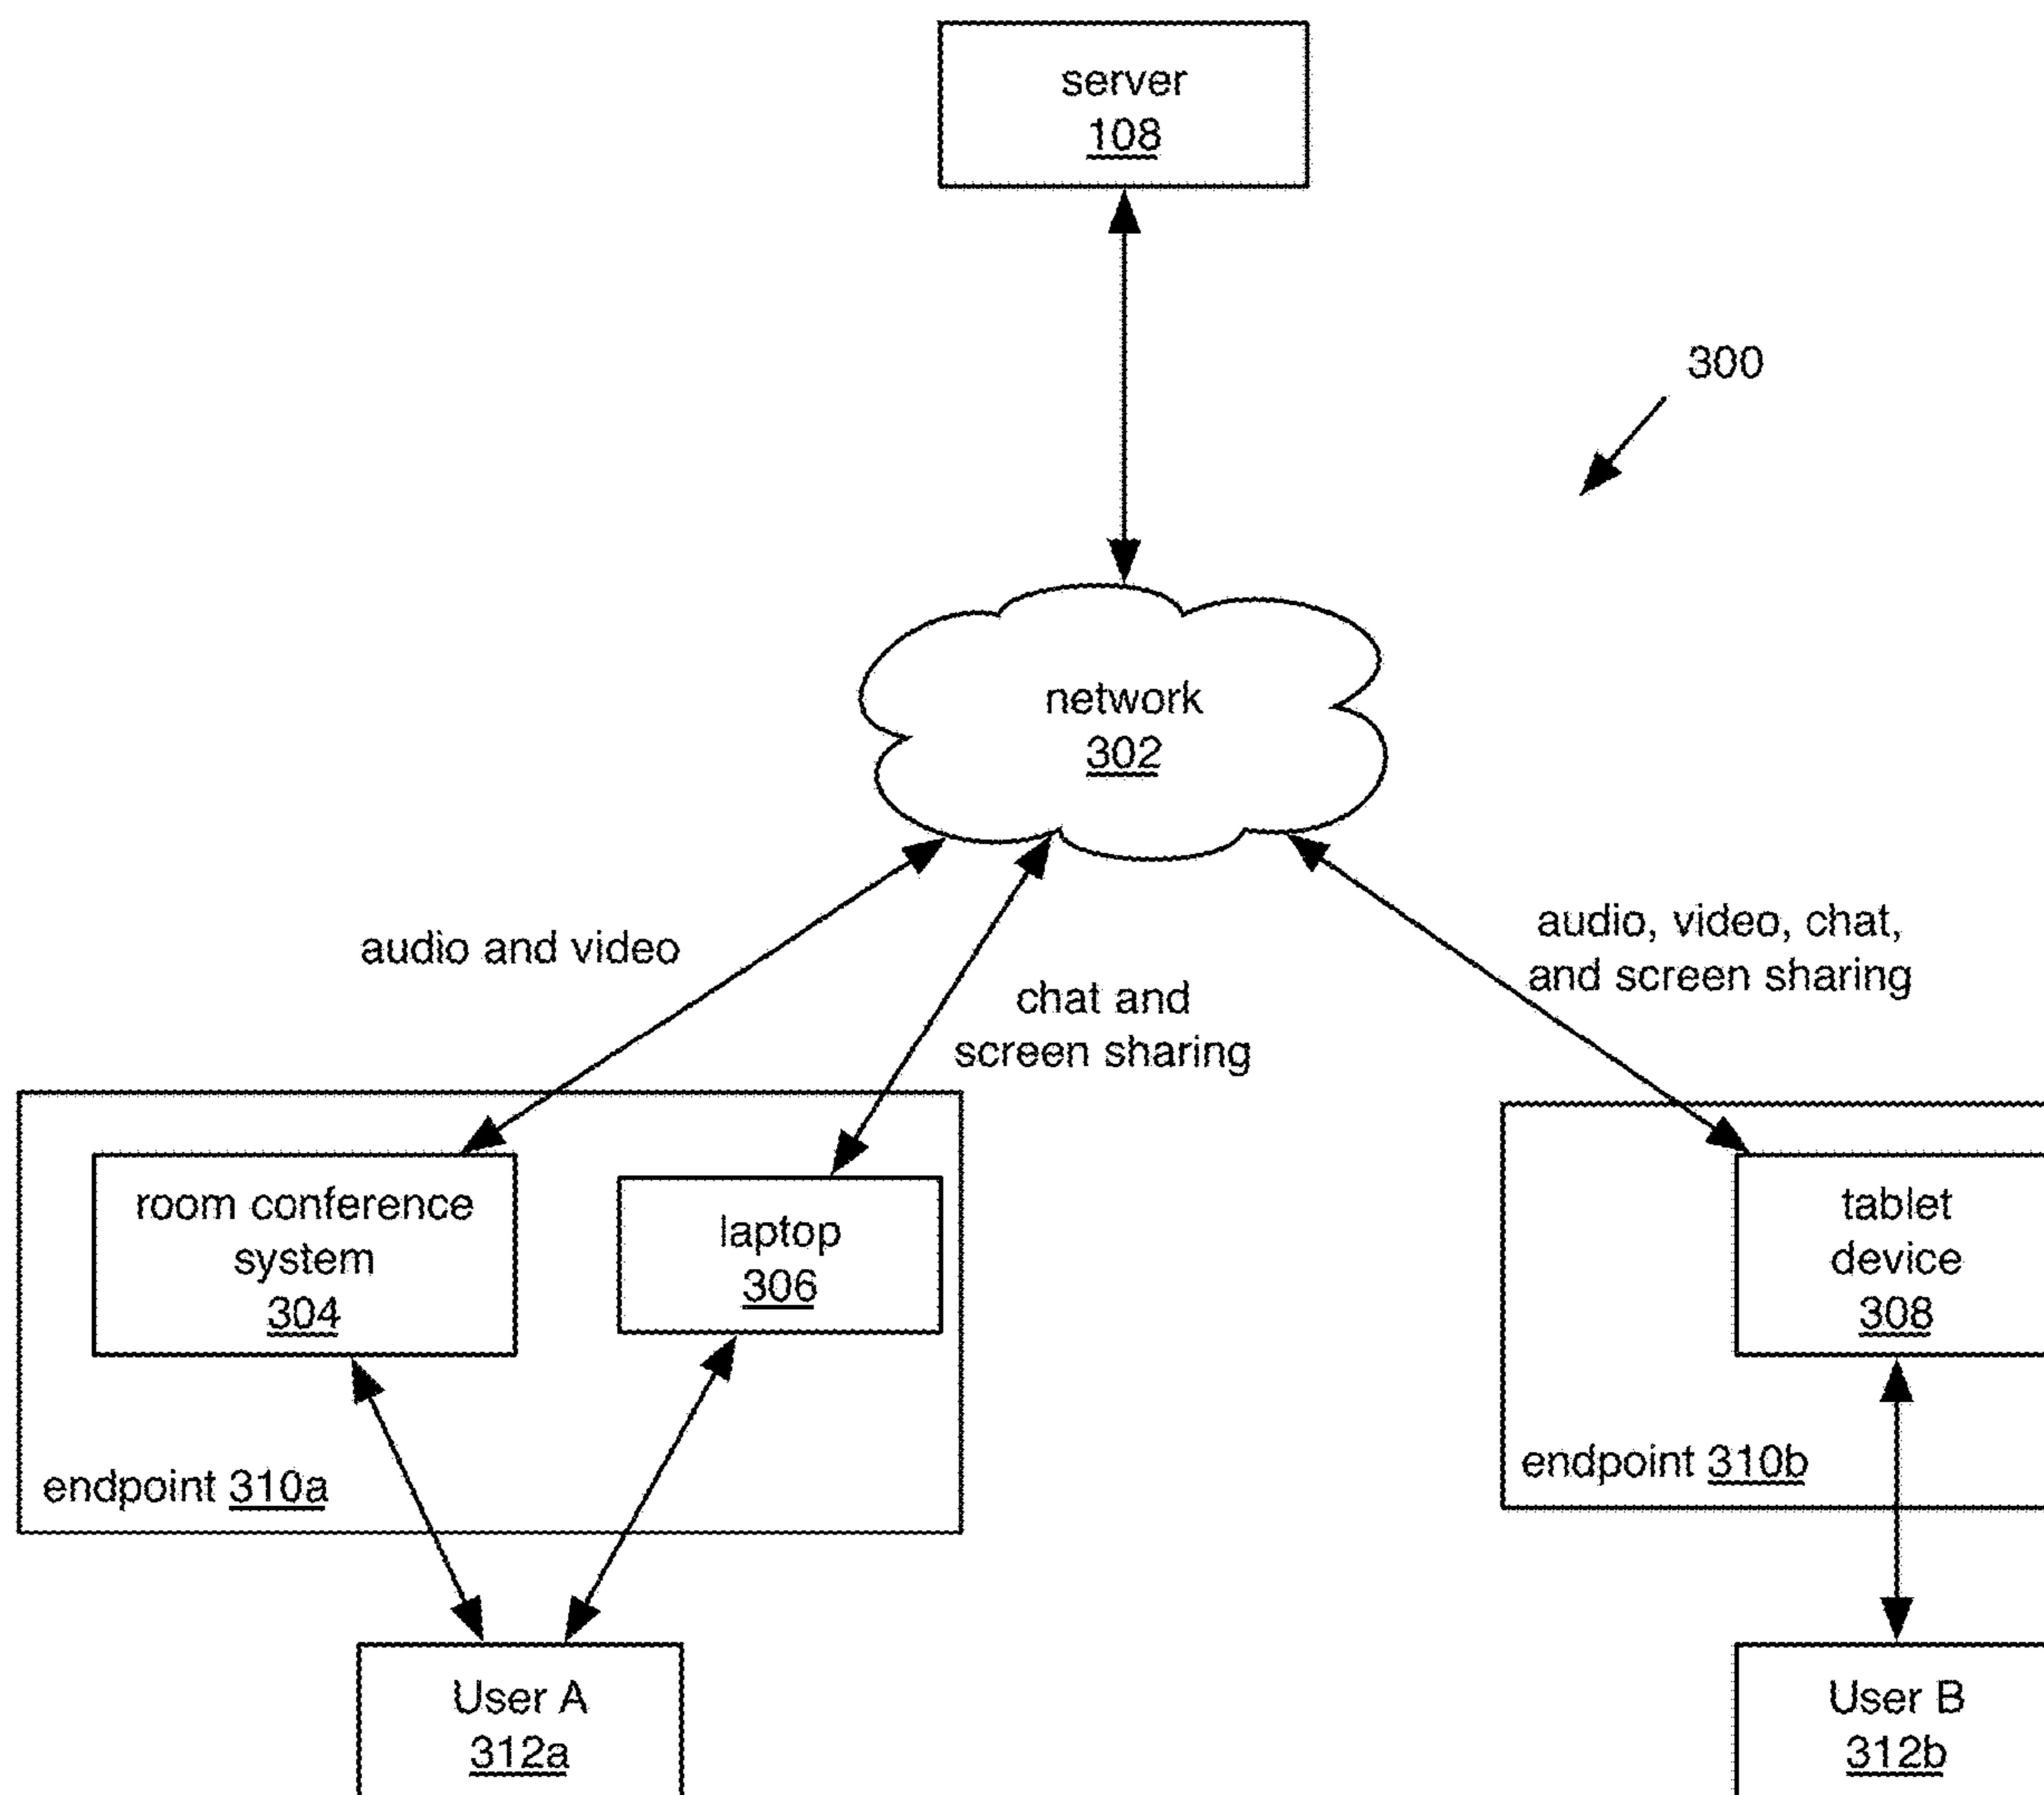 server
108
300
network
302
audio and video
chat and
screen sharing
audio, video, chat,
and screen sharing
room conference
system
304
laptop
306
endpoint 310a
tablet
device
308
endpoint 310b
User A
312a
User B
312b